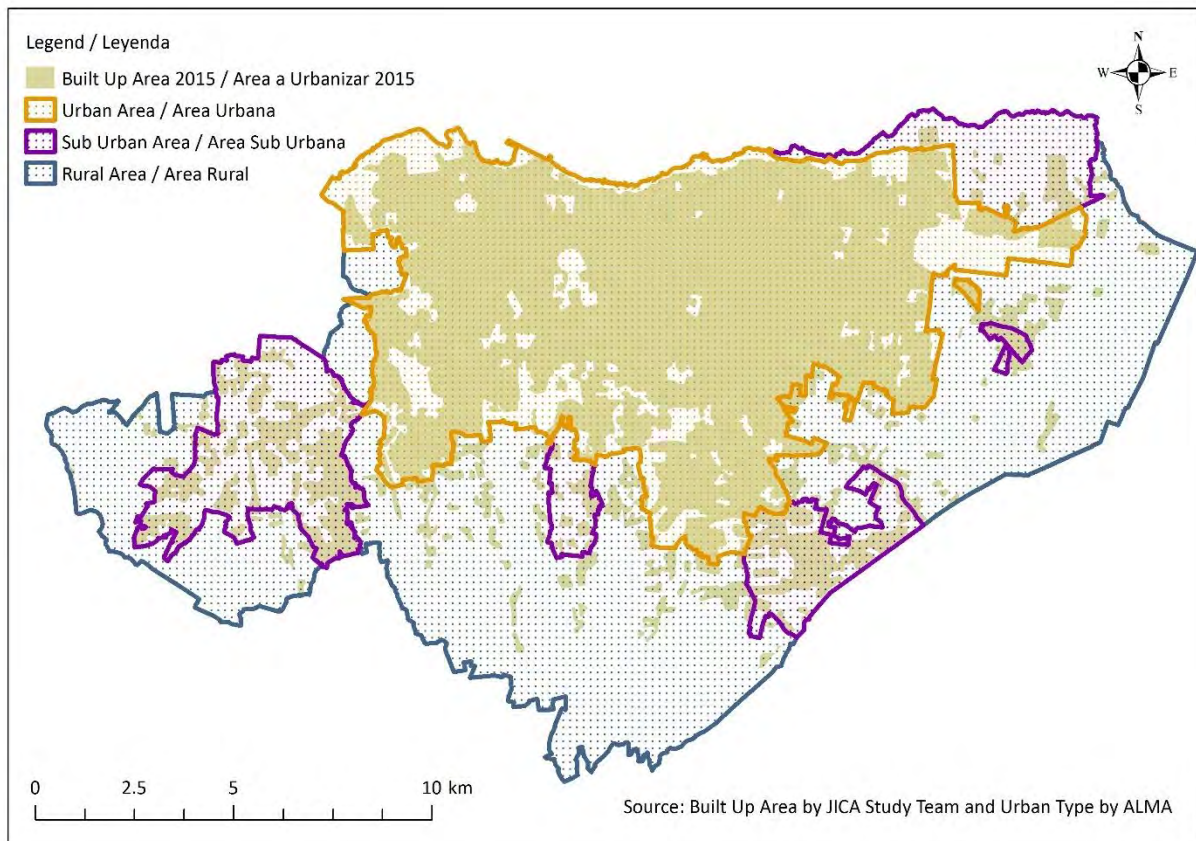 Legend / Leyenda
Built Up Area 2015 / Area a Urbanizar 2015
Urban Area / Area Urbana
Sub Urban Area / Area Sub Urbana
Rural Area / Area Rural
N
W E
S
0 2.5 5 10 km
Source: Built Up Area by JICA Study Team and Urban Type by ALMA